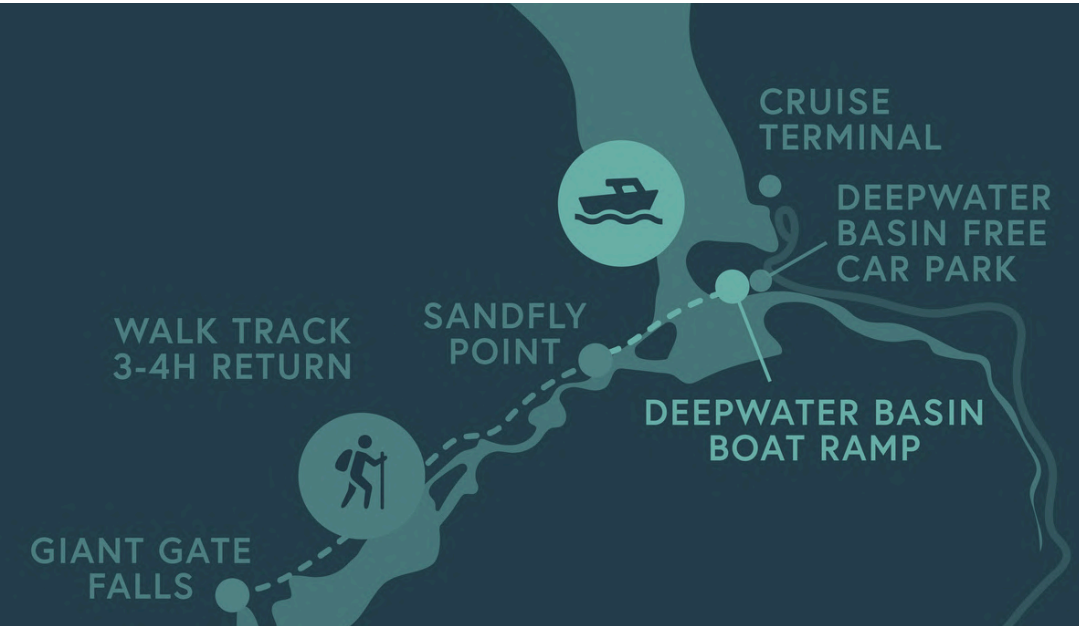 CRUISE
TERMINAL
DEEPWATER
BASIN FREE
CAR PARK
SANDFLY
POINT
WALK TRACK
3-4H RETURN
DEEPWATER BASIN
BOAT RAMP
GIANT GATE
FALLS